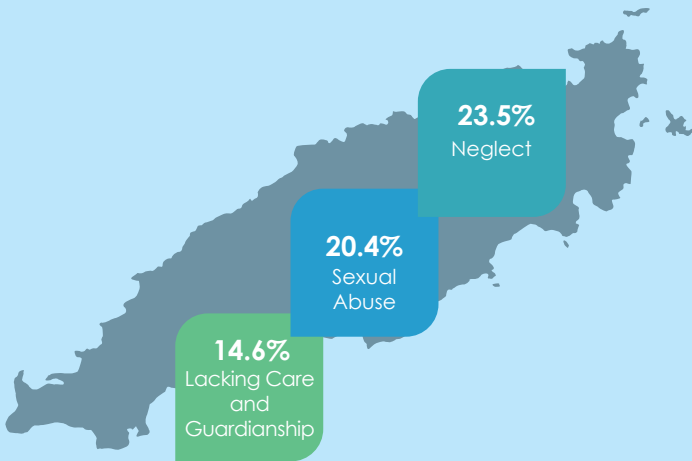 23.5%
Neglect
20.4%
Sexual
Abuse
14.6%
Lacking Care
and
Guardianship